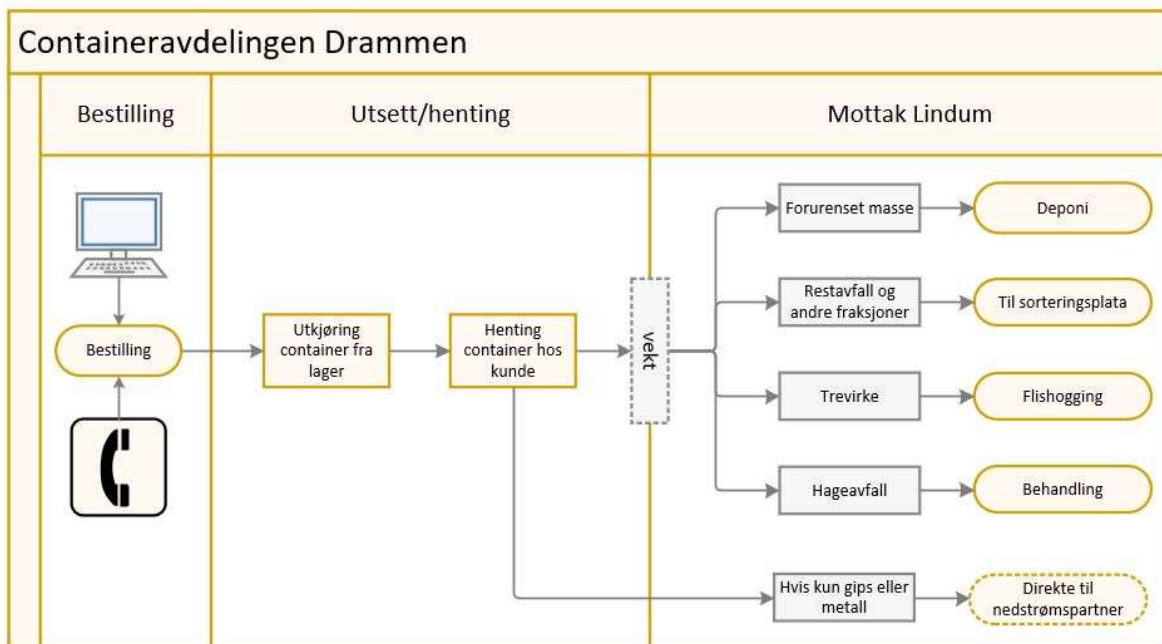 Containeravdelingen Drammen
Bestilling
Utsett/henting
Mottak Lindum
Bestilling
Utkjøring
container fra
lager
Henting
container hos
kunde
vekt
Forurenset masse
Deponi
Restavfall og
andre fraksjoner
Til sorteringsplata
Trevirke
Flishogging
Hageavfall
Behandling
Hvis kun gips eller
metall
Direkte til
nedstrømspartner